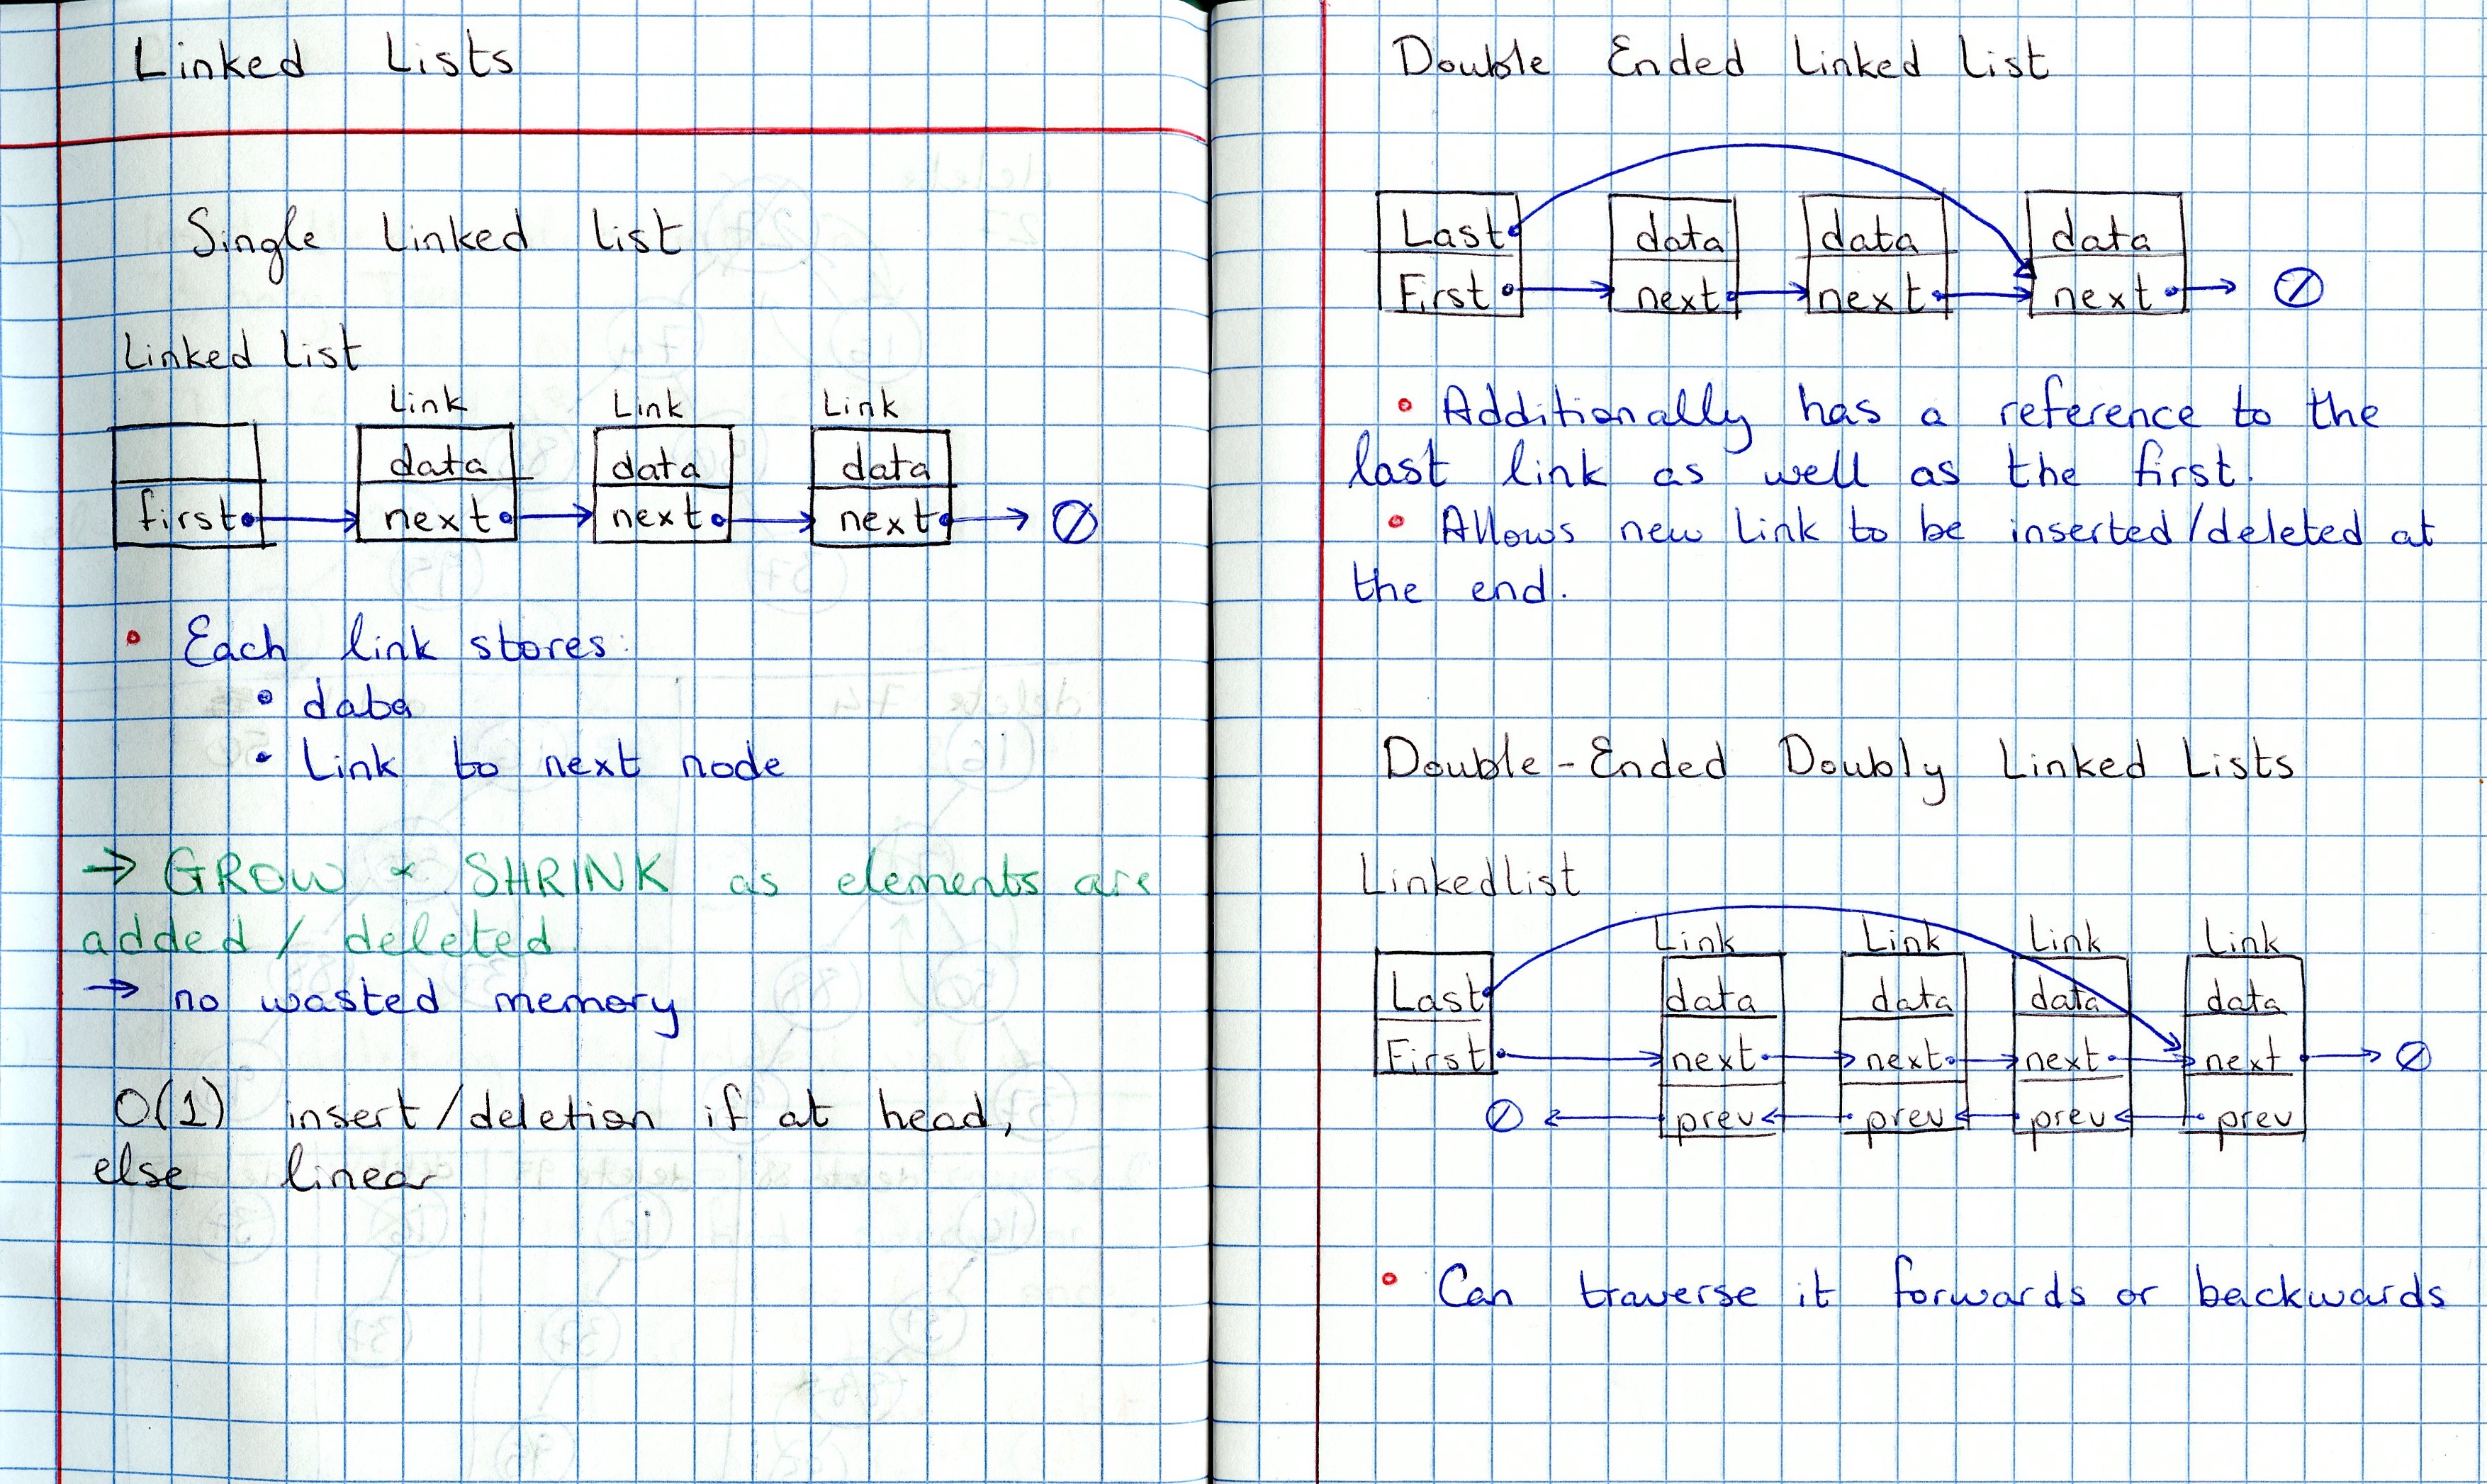 Linked Lists
Single Linked List
Linked List
Link Link Link
data data data
first next next next ∅
• Each link stores:
• data
• Link to next node
→ GROW & SHRINK as elements are
added / deleted.
→ no wasted memory
O(1) insert/deletion if at head,
else linear
Double Ended Linked List
Last data data data
First next next next ∅
• Additionally has a reference to the
last link as well as the first.
• Allows new Link to be inserted/deleted at
the end.
Double-Ended Doubly Linked Lists
LinkedList
Link Link Link Link
Last data data data data
First next next next next ∅
∅ prev prev prev prev
• Can traverse it forwards or backwards